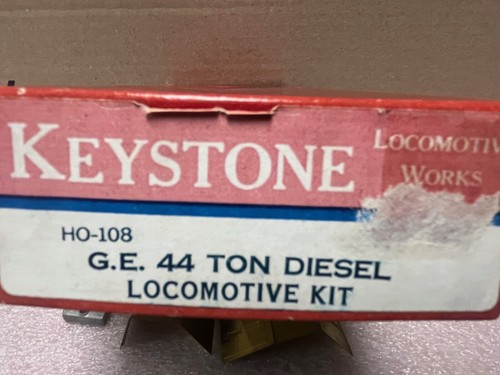 KEYSTONE
LOCOMOTIV
WORKS
HO-108
G.E. 44 TON DIESEL
LOCOMOTIVE KIT